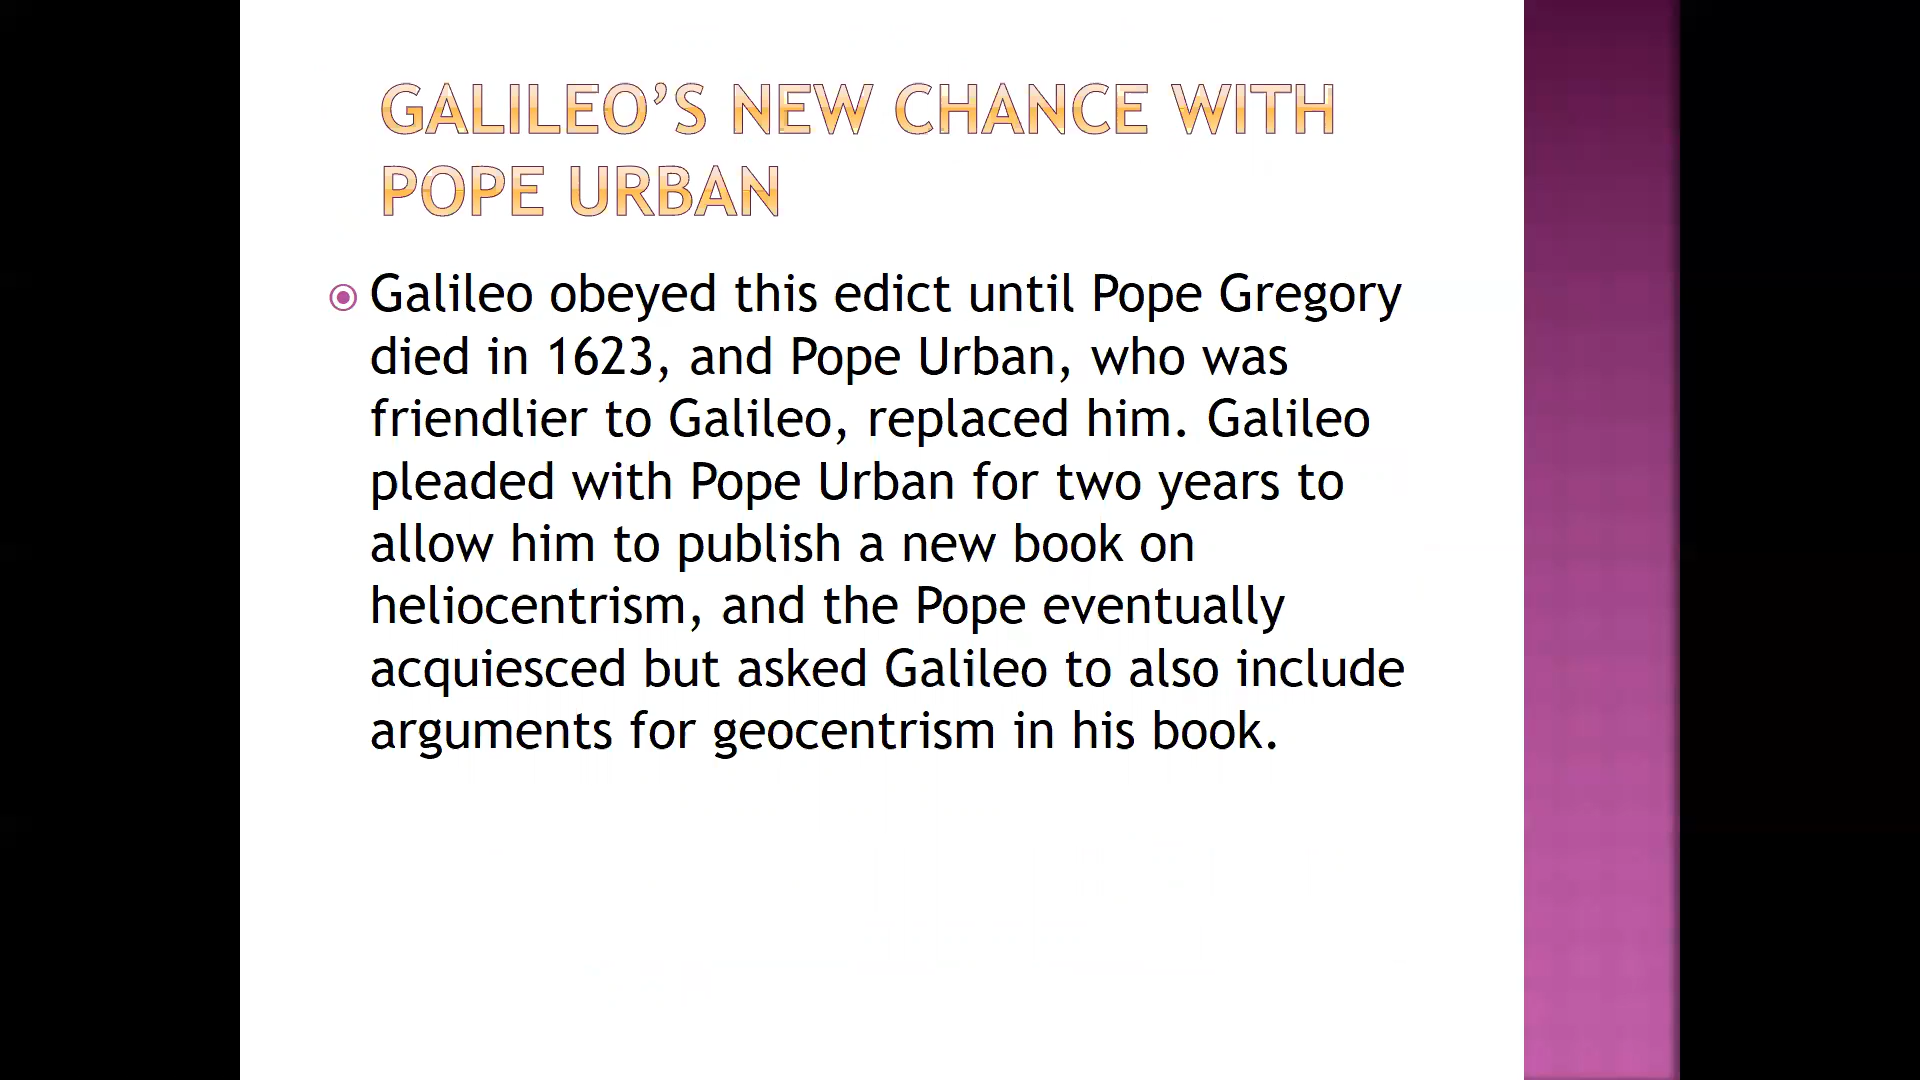 GALILEO’S NEW CHANCE WITH
POPE URBAN
Galileo obeyed this edict until Pope Gregory
died in 1623, and Pope Urban, who was
friendlier to Galileo, replaced him. Galileo
pleaded with Pope Urban for two years to
allow him to publish a new book on
heliocentrism, and the Pope eventually
acquiesced but asked Galileo to also include
arguments for geocentrism in his book.